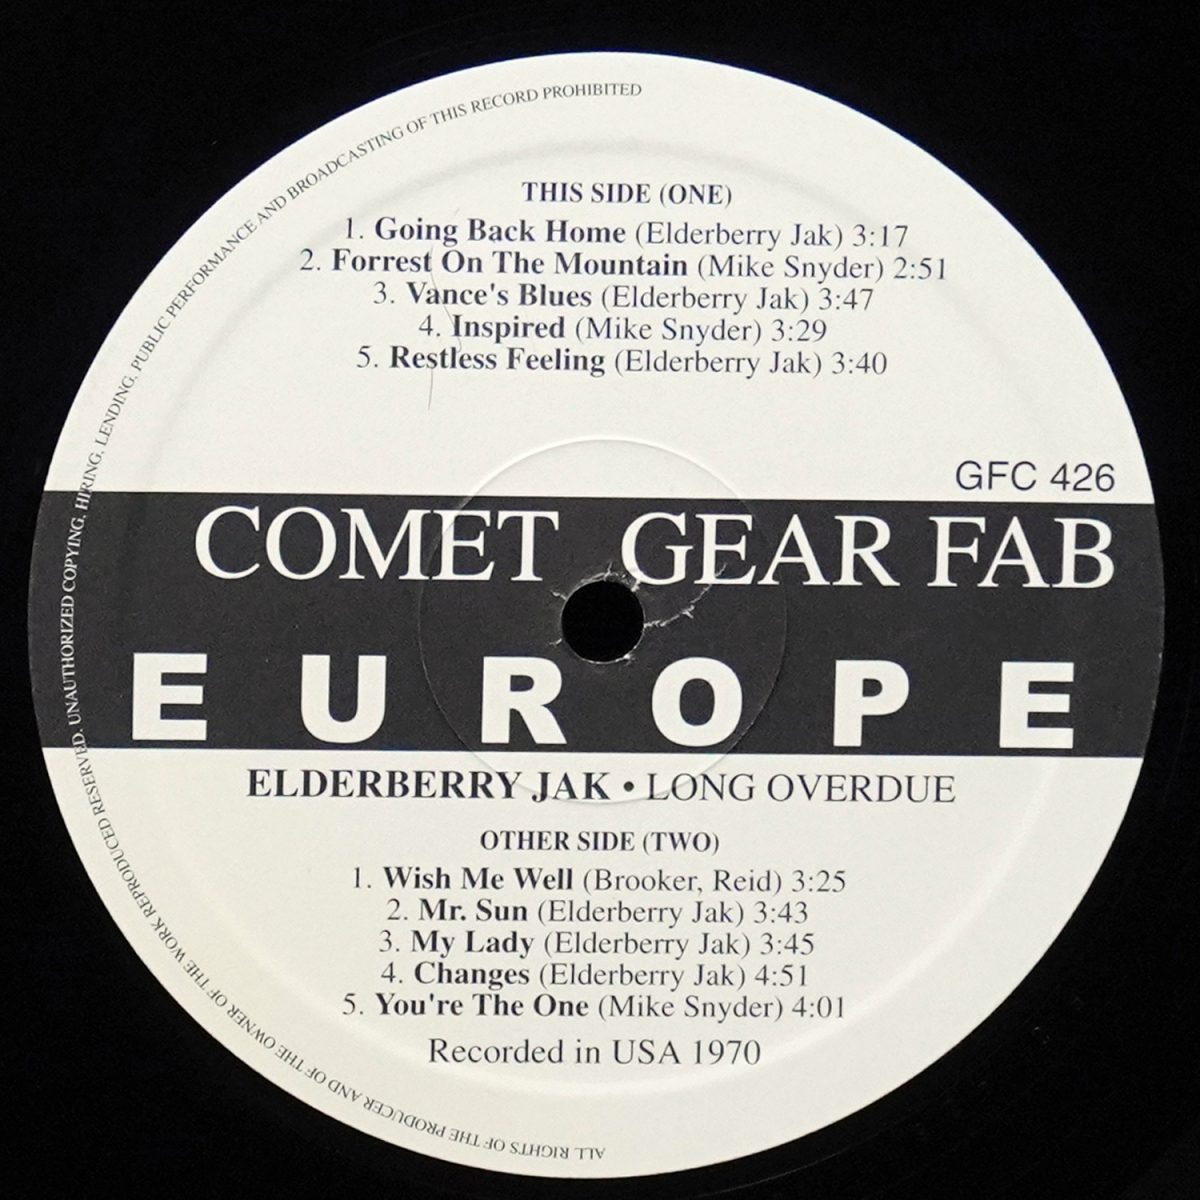 THIS SIDE (ONE)
1. Going Back Home (Elderberry Jak) 3:17
2. Forrest On The Mountain (Mike Snyder) 2:51
3. Vance's Blues (Elderberry Jak) 3:47
4. Inspired (Mike Snyder) 3:29
5. Restless Feeling (Elderberry Jak) 3:40
GFC 426
COMET GEAR FAB
EUROPE
ELDERBERRY JAK • LONG OVERDUE
OTHER SIDE (TWO)
1. Wish Me Well (Brooker, Reid) 3:25
2. Mr. Sun (Elderberry Jak) 3:43
3. My Lady (Elderberry Jak) 3:45
4. Changes (Elderberry Jak) 4:51
5. You're The One (Mike Snyder) 4:01
Recorded in USA 1970
ALL RIGHTS OF THE PRODUCER AND OF THE OWNER OF THE WORK REPRODUCED RESERVED. UNAUTHORIZED COPYING, HIRING, LENDING, PUBLIC PERFORMANCE AND BROADCASTING OF THIS RECORD PROHIBITED